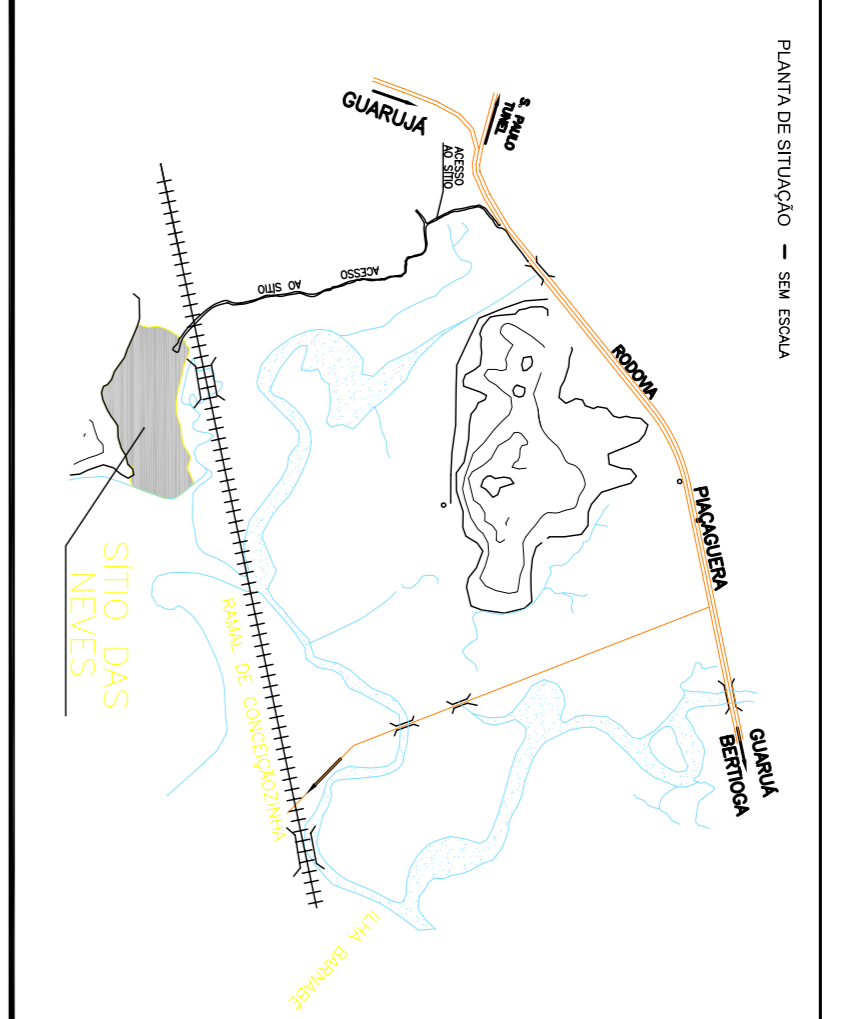 PLANTA DE SITUAÇÃO — SEM ESCALA
GUARUJÁ
S. PAULO
TUNEL
ACESSO
AO SÍTIO
ACESSO AO SÍTIO
RODOVIA PIAÇAGUERA
GUARUÁ
BERTIOGA
SÍTIO DAS
NEVES
RAMAL DE CONCEIÇÃOZINHA
ILHA BARNABÉ